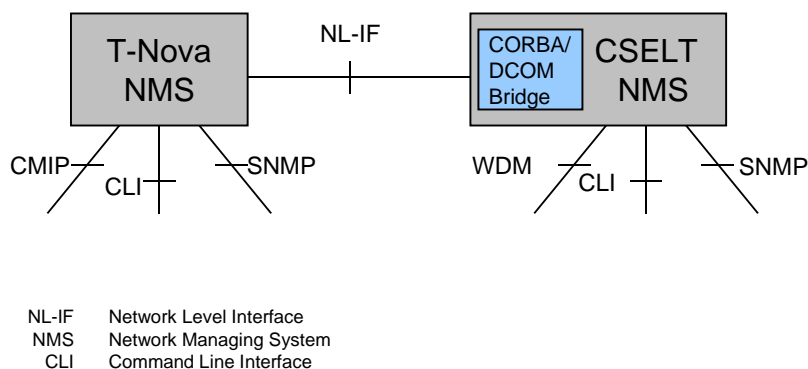 NL-IF
T-Nova
NMS
CORBA/
DCOM
Bridge
CSELT
NMS
CMIP
CLI
SNMP
WDM
CLI
SNMP
NL-IF Network Level Interface
NMS Network Managing System
CLI Command Line Interface